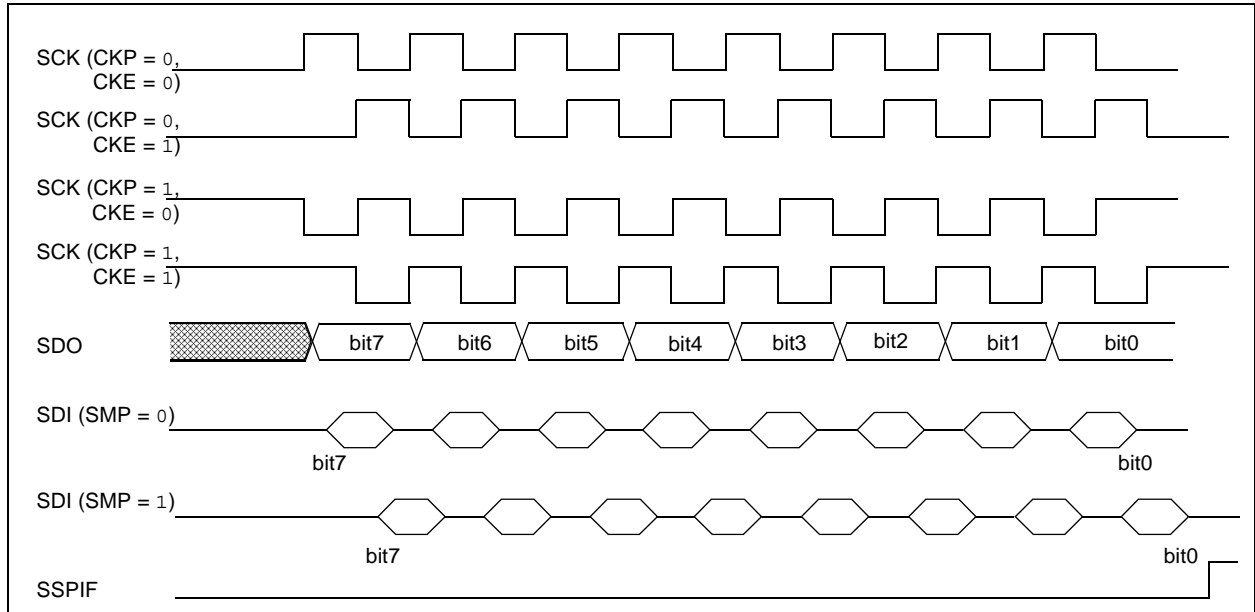 SCK (CKP = 0,
CKE = 0)
SCK (CKP = 0,
CKE = 1)
SCK (CKP = 1,
CKE = 0)
SCK (CKP = 1,
CKE = 1)
SDO bit7 bit6 bit5 bit4 bit3 bit2 bit1 bit0
SDI (SMP = 0)
bit7 bit0
SDI (SMP = 1)
bit7 bit0
SSPIF